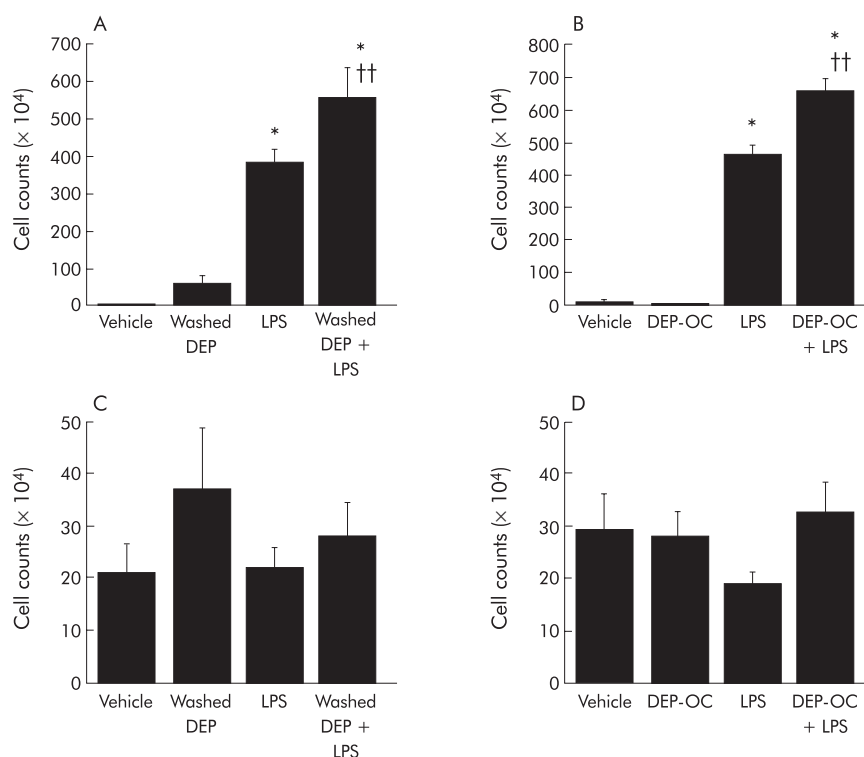 A
Cell counts (× 10⁴)
700
600
500
400
300
200
100
0
*
*
††
Vehicle
Washed
DEP
LPS
Washed
DEP +
LPS
B
Cell counts (× 10⁴)
800
700
600
500
400
300
200
100
0
*
*
††
Vehicle
DEP-OC
LPS
DEP-OC
+ LPS
C
Cell counts (× 10⁴)
50
40
30
20
10
0
Vehicle
Washed
DEP
LPS
Washed
DEP +
LPS
D
Cell counts (× 10⁴)
50
40
30
20
10
0
Vehicle
DEP-OC
LPS
DEP-OC
+ LPS